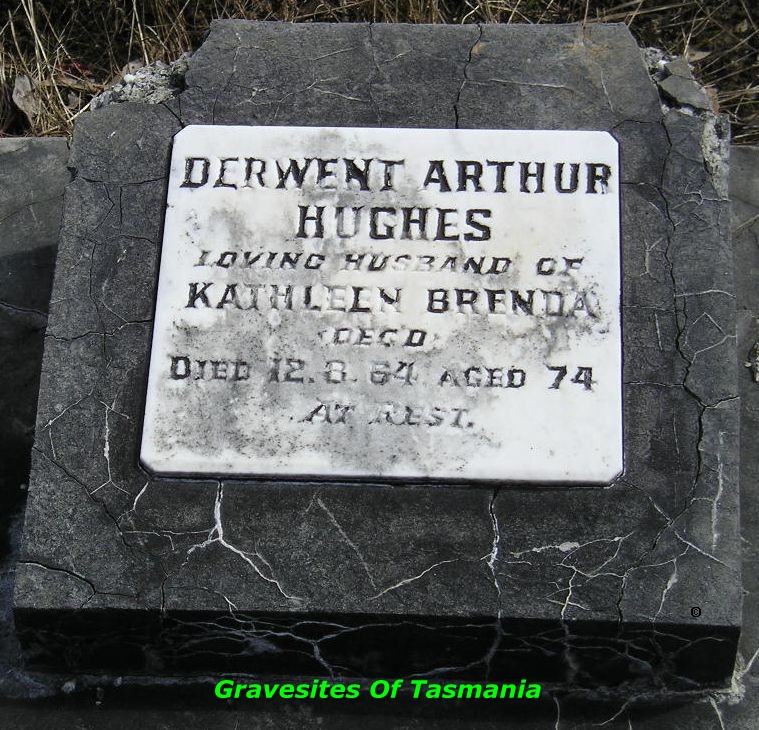 DERWENT ARTHUR
HUGHES
LOVING HUSBAND OF
KATHLEEN BRENDA
(DECD)
DIED 12.8.64 AGED 74
AT REST.
©
Gravesites Of Tasmania